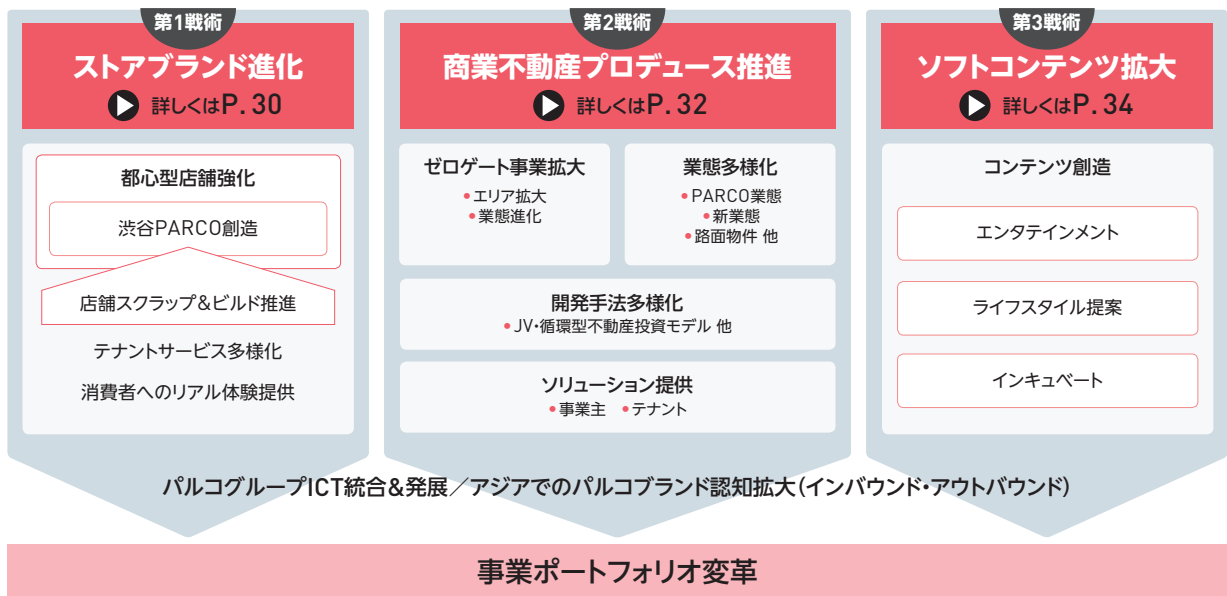 第1戦術
ストアブランド進化
詳しくはP. 30
都心型店舗強化
渋谷PARCO創造
店舗スクラップ&ビルド推進
テナントサービス多様化
消費者へのリアル体験提供
第2戦術
商業不動産プロデュース推進
詳しくはP. 32
ゼロゲート事業拡大
•エリア拡大
•業態進化
業態多様化
•PARCO業態
•新業態
•路面物件 他
開発手法多様化
•JV・循環型不動産投資モデル 他
ソリューション提供
•事業主 •テナント
第3戦術
ソフトコンテンツ拡大
詳しくはP. 34
コンテンツ創造
エンタテインメント
ライフスタイル提案
インキュベート
パルコグループICT統合&発展／アジアでのパルコブランド認知拡大（インバウンド・アウトバウンド）
事業ポートフォリオ変革